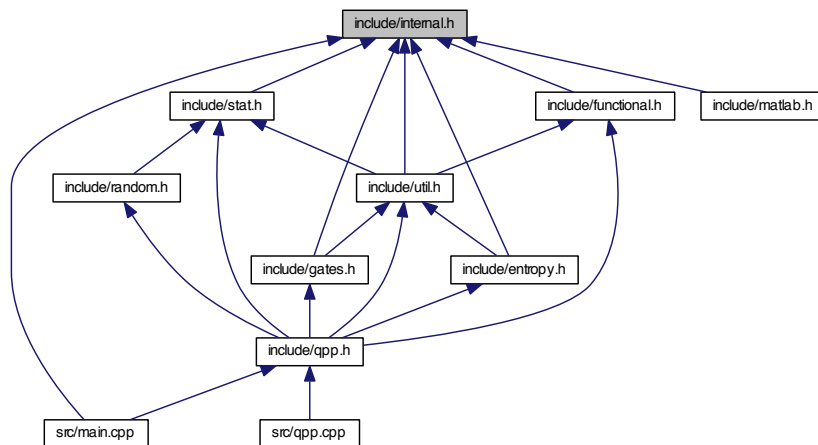 include/internal.h
include/stat.h
include/functional.h
include/matlab.h
include/random.h
include/util.h
include/gates.h
include/entropy.h
include/qpp.h
src/main.cpp
src/qpp.cpp